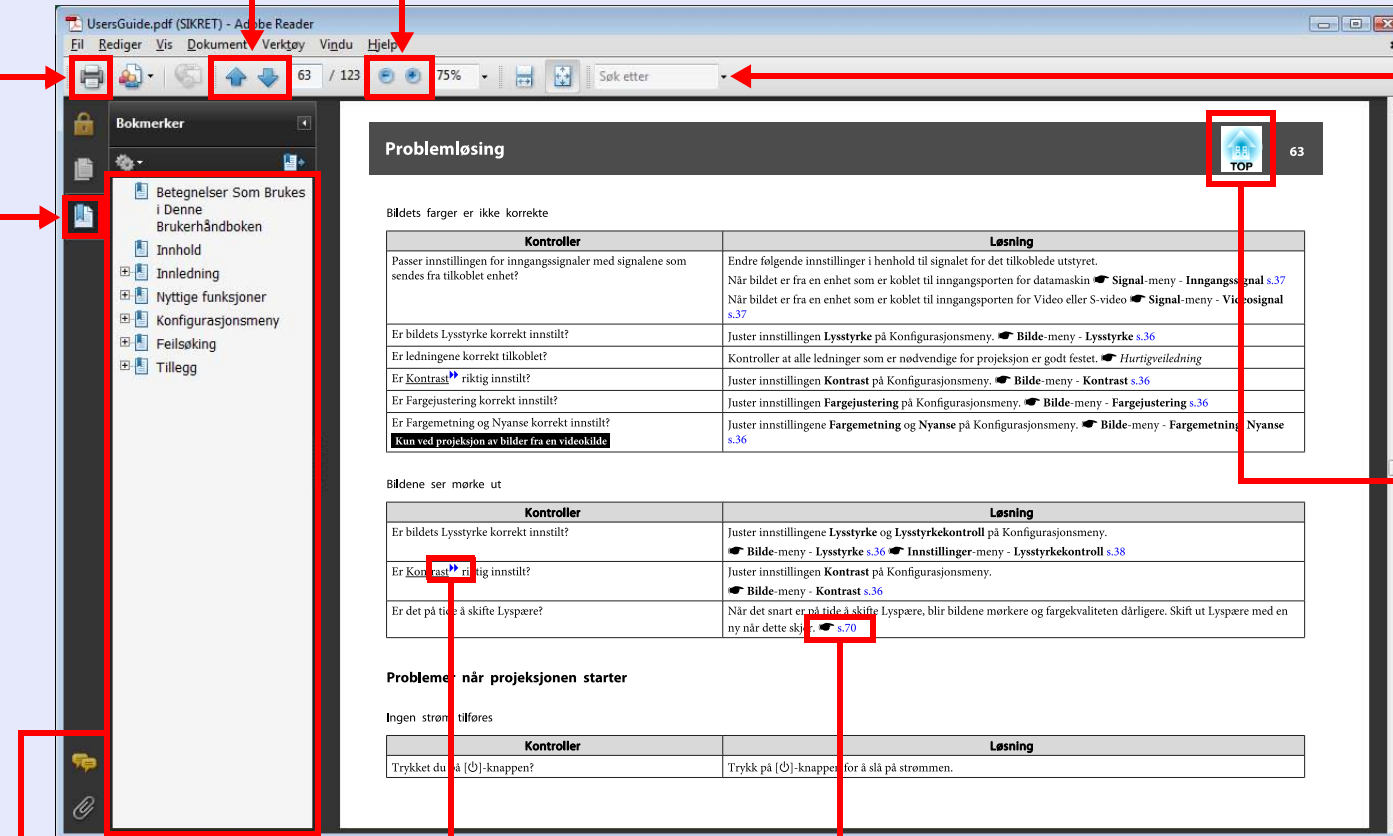 UsersGuide.pdf (SIKRET) - Adobe Reader
Fil Rediger Vis Dokument Verktøy Vindu Hjelp
63 / 123 75% Søk etter
Bokmerker
Betegnelser Som Brukes
i Denne
Brukerhåndboken
Innhold
Innledning
Nyttige funksjoner
Konfigurasjonsmeny
Feilsøking
Tillegg
Problemløsing
TOP
63
Bildets farger er ikke korrekte
Kontroller Løsning
Passer innstillingen for inngangssignaler med signalene som
sendes fra tilkoblet enhet?
Endre følgende innstillinger i henhold til signalet for det tilkoblede utstyret.
Når bildet er fra en enhet som er koblet til inngangsporten for datamaskin ☛ Signal-meny - Inngangssignal s.37
Når bildet er fra en enhet som er koblet til inngangsporten for Video eller S-video ☛ Signal-meny - Videosignal
s.37
Er bildets Lysstyrke korrekt innstilt? Juster innstillingen Lysstyrke på Konfigurasjonsmeny. ☛ Bilde-meny - Lysstyrke s.36
Er ledningene korrekt tilkoblet? Kontroller at alle ledninger som er nødvendige for projeksjon er godt festet. ☛ Hurtigveiledning
Er Kontrast riktig innstilt? Juster innstillingen Kontrast på Konfigurasjonsmeny. ☛ Bilde-meny - Kontrast s.36
Er Fargejustering korrekt innstilt? Juster innstillingen Fargejustering på Konfigurasjonsmeny. ☛ Bilde-meny - Fargejustering s.36
Er Fargemetning og Nyanse korrekt innstilt?
Kun ved projeksjon av bilder fra en videokilde
Juster innstillingene Fargemetning og Nyanse på Konfigurasjonsmeny. ☛ Bilde-meny - Fargemetning, Nyanse
s.36
Bildene ser mørke ut
Kontroller Løsning
Er bildets Lysstyrke korrekt innstilt? Juster innstillingene Lysstyrke og Lysstyrkekontroll på Konfigurasjonsmeny.
☛ Bilde-meny - Lysstyrke s.36 ☛ Innstillinger-meny - Lysstyrkekontroll s.38
Er Kontrast riktig innstilt? Juster innstillingen Kontrast på Konfigurasjonsmeny.
☛ Bilde-meny - Kontrast s.36
Er det på tide å skifte Lyspære? Når det snart er på tide å skifte Lyspære, blir bildene mørkere og fargekvaliteten dårligere. Skift ut Lyspære med en
ny når dette skjer. ☛ s.70
Problemer når projeksjonen starter
Ingen strøm tilføres
Kontroller Løsning
Trykket du på [⏻]-knappen? Trykk på [⏻]-knappen for å slå på strømmen.